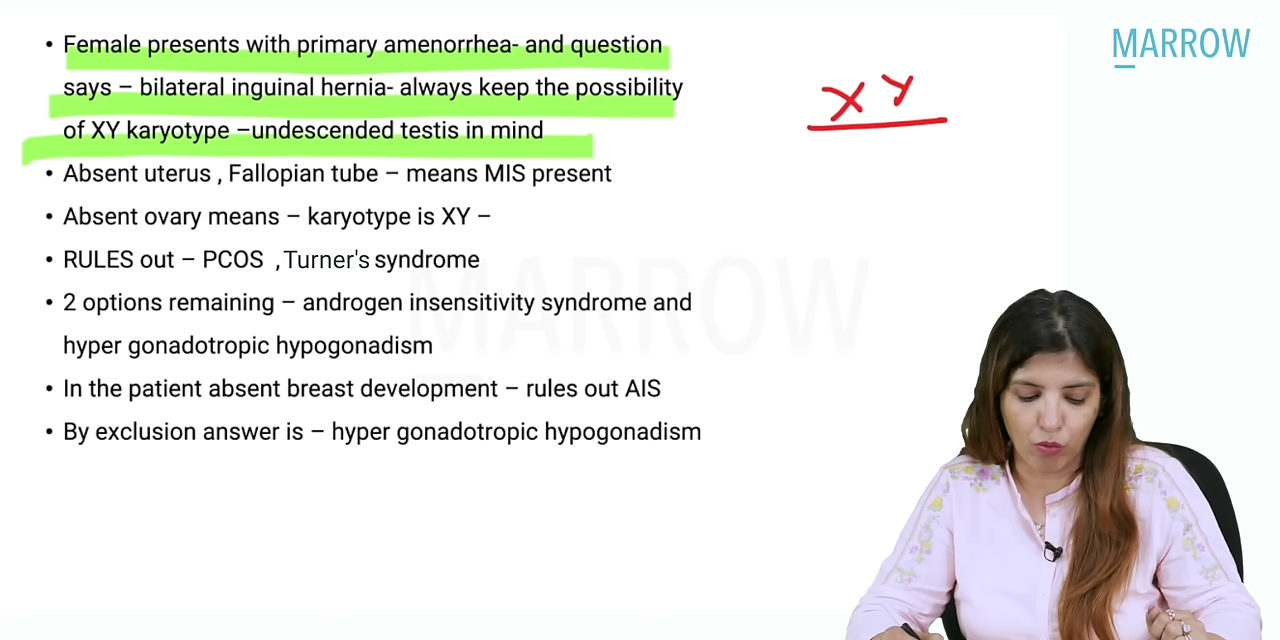 MARROW
• Female presents with primary amenorrhea- and question
says – bilateral inguinal hernia- always keep the possibility
of XY karyotype –undescended testis in mind
XY
• Absent uterus , Fallopian tube – means MIS present
• Absent ovary means – karyotype is XY –
• RULES out – PCOS , Turner's syndrome
• 2 options remaining – androgen insensitivity syndrome and
hyper gonadotropic hypogonadism
• In the patient absent breast development – rules out AIS
• By exclusion answer is – hyper gonadotropic hypogonadism
MARROW